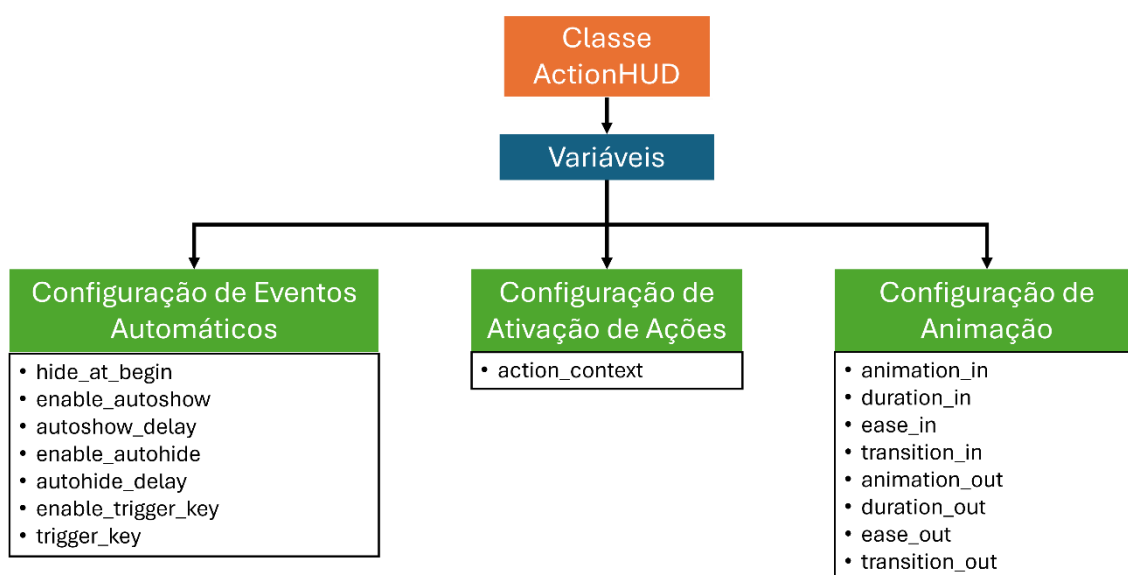 Classe
ActionHUD
Variáveis
Configuração de Eventos
Automáticos
• hide_at_begin
• enable_autoshow
• autoshow_delay
• enable_autohide
• autohide_delay
• enable_trigger_key
• trigger_key
Configuração de
Ativação de Ações
• action_context
Configuração de
Animação
• animation_in
• duration_in
• ease_in
• transition_in
• animation_out
• duration_out
• ease_out
• transition_out